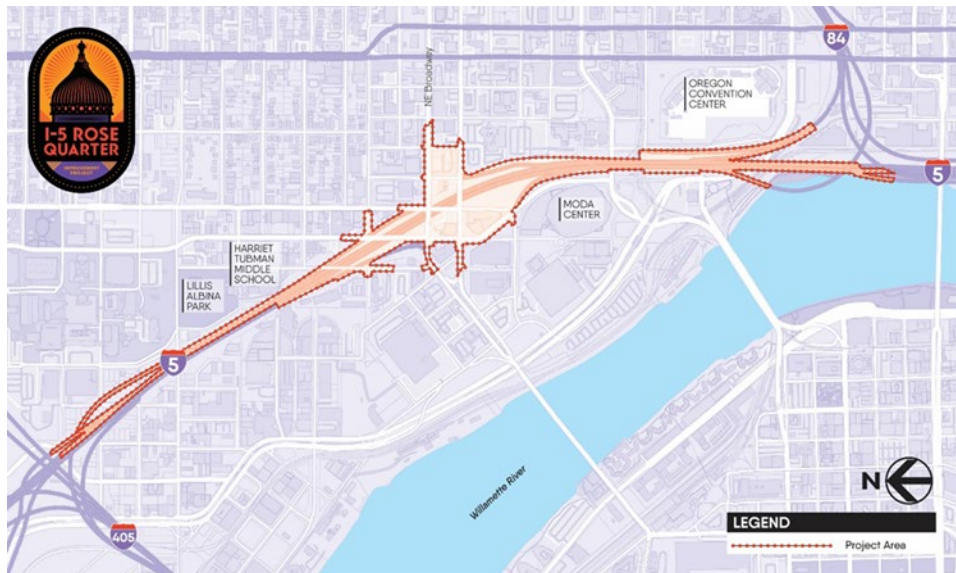 I-5 ROSE
QUARTER
IMPROVEMENT
PROJECT
NE Broadway
84
OREGON
CONVENTION
CENTER
5
MODA
CENTER
HARRIET
TUBMAN
MIDDLE
SCHOOL
LILLIS
ALBINA
PARK
5
Willamette River
405
N
LEGEND
Project Area